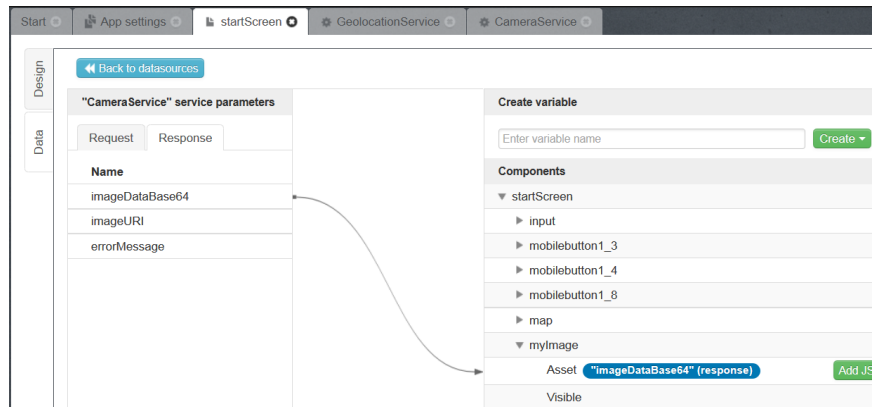 Start
App settings
startScreen
GeolocationService
CameraService
Design
Data
Back to datasources
"CameraService" service parameters
Request
Response
Name
imageDataBase64
imageURI
errorMessage
Create variable
Enter variable name
Create
Components
startScreen
input
mobilebutton1_3
mobilebutton1_4
mobilebutton1_8
map
myImage
Asset "imageDataBase64" (response) Add JS
Visible